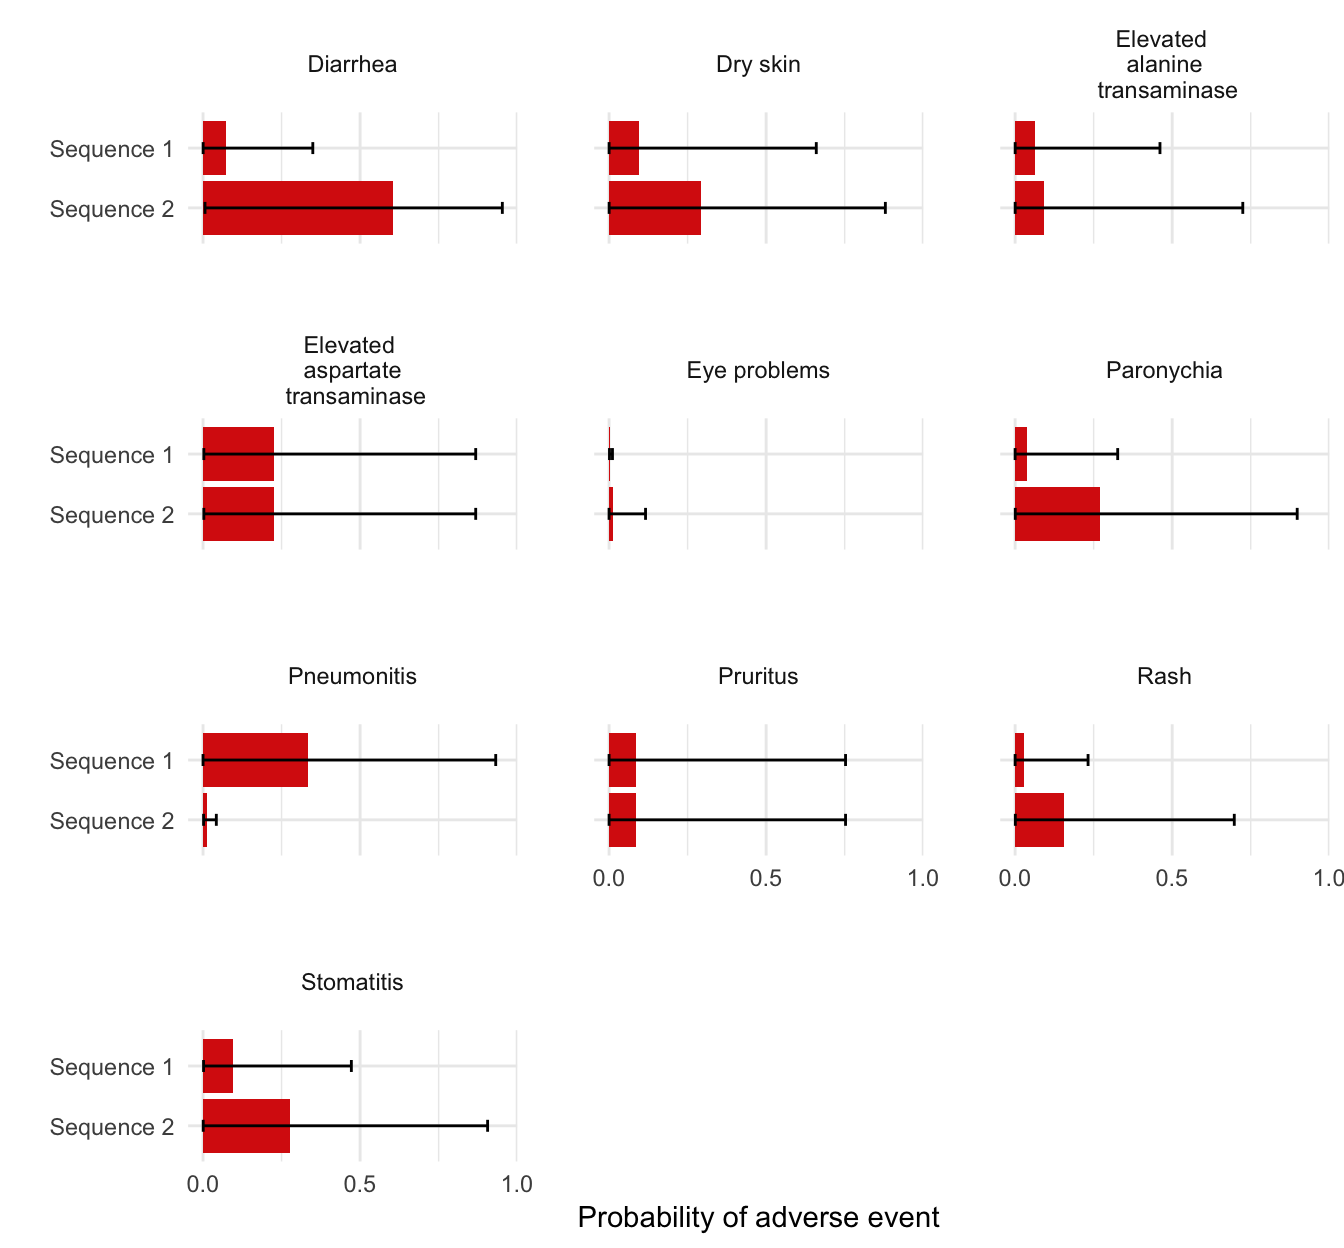 Diarrhea
Dry skin
Elevated
alanine
transaminase
Sequence 1
Sequence 2
Elevated
aspartate
transaminase
Eye problems
Paronychia
Sequence 1
Sequence 2
Pneumonitis
Pruritus
Rash
Sequence 1
Sequence 2
0.0 0.5 1.0 0.0 0.5 1.0
Stomatitis
Sequence 1
Sequence 2
0.0 0.5 1.0
Probability of adverse event